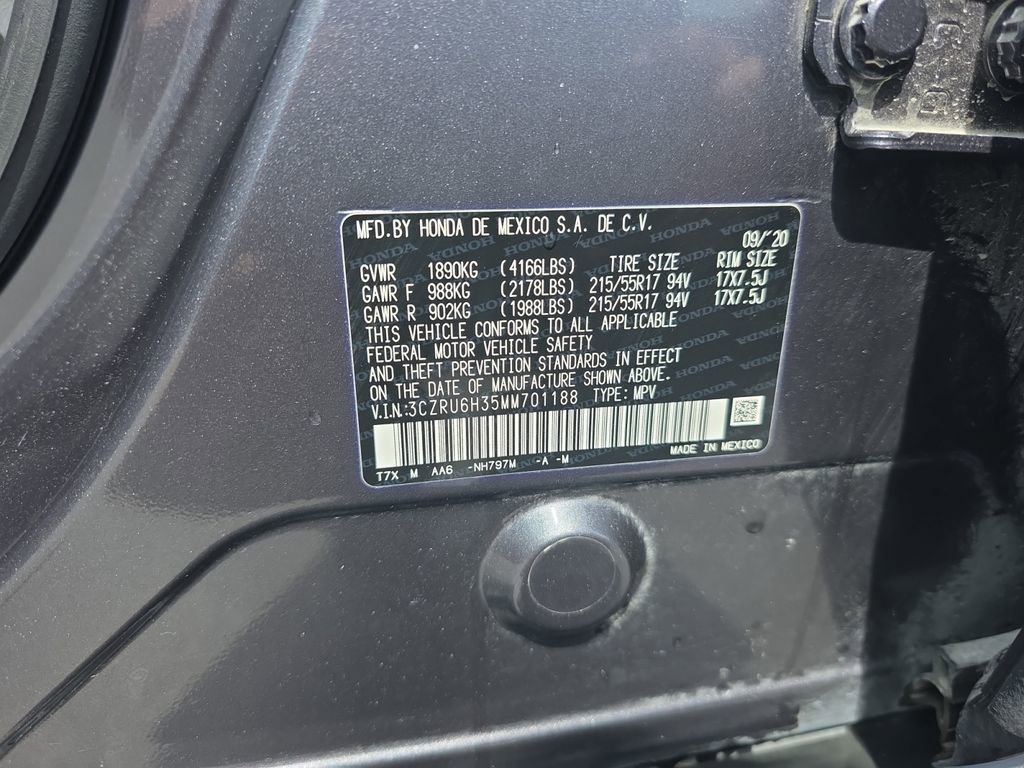 MFD.BY HONDA DE MEXICO S.A. DE C.V.
09/'20
GVWR 1890KG (4166LBS) TIRE SIZE RIM SIZE
GAWR F 988KG (2178LBS) 215/55R17 94V 17X7.5J
GAWR R 902KG (1988LBS) 215/55R17 94V 17X7.5J
THIS VEHICLE CONFORMS TO ALL APPLICABLE
FEDERAL MOTOR VEHICLE SAFETY
AND THEFT PREVENTION STANDARDS IN EFFECT
ON THE DATE OF MANUFACTURE SHOWN ABOVE.
V.I.N.:3CZRU6H35MM701188 TYPE: MPV
T7X M AA6 -NH797M -A -M MADE IN MEXICO